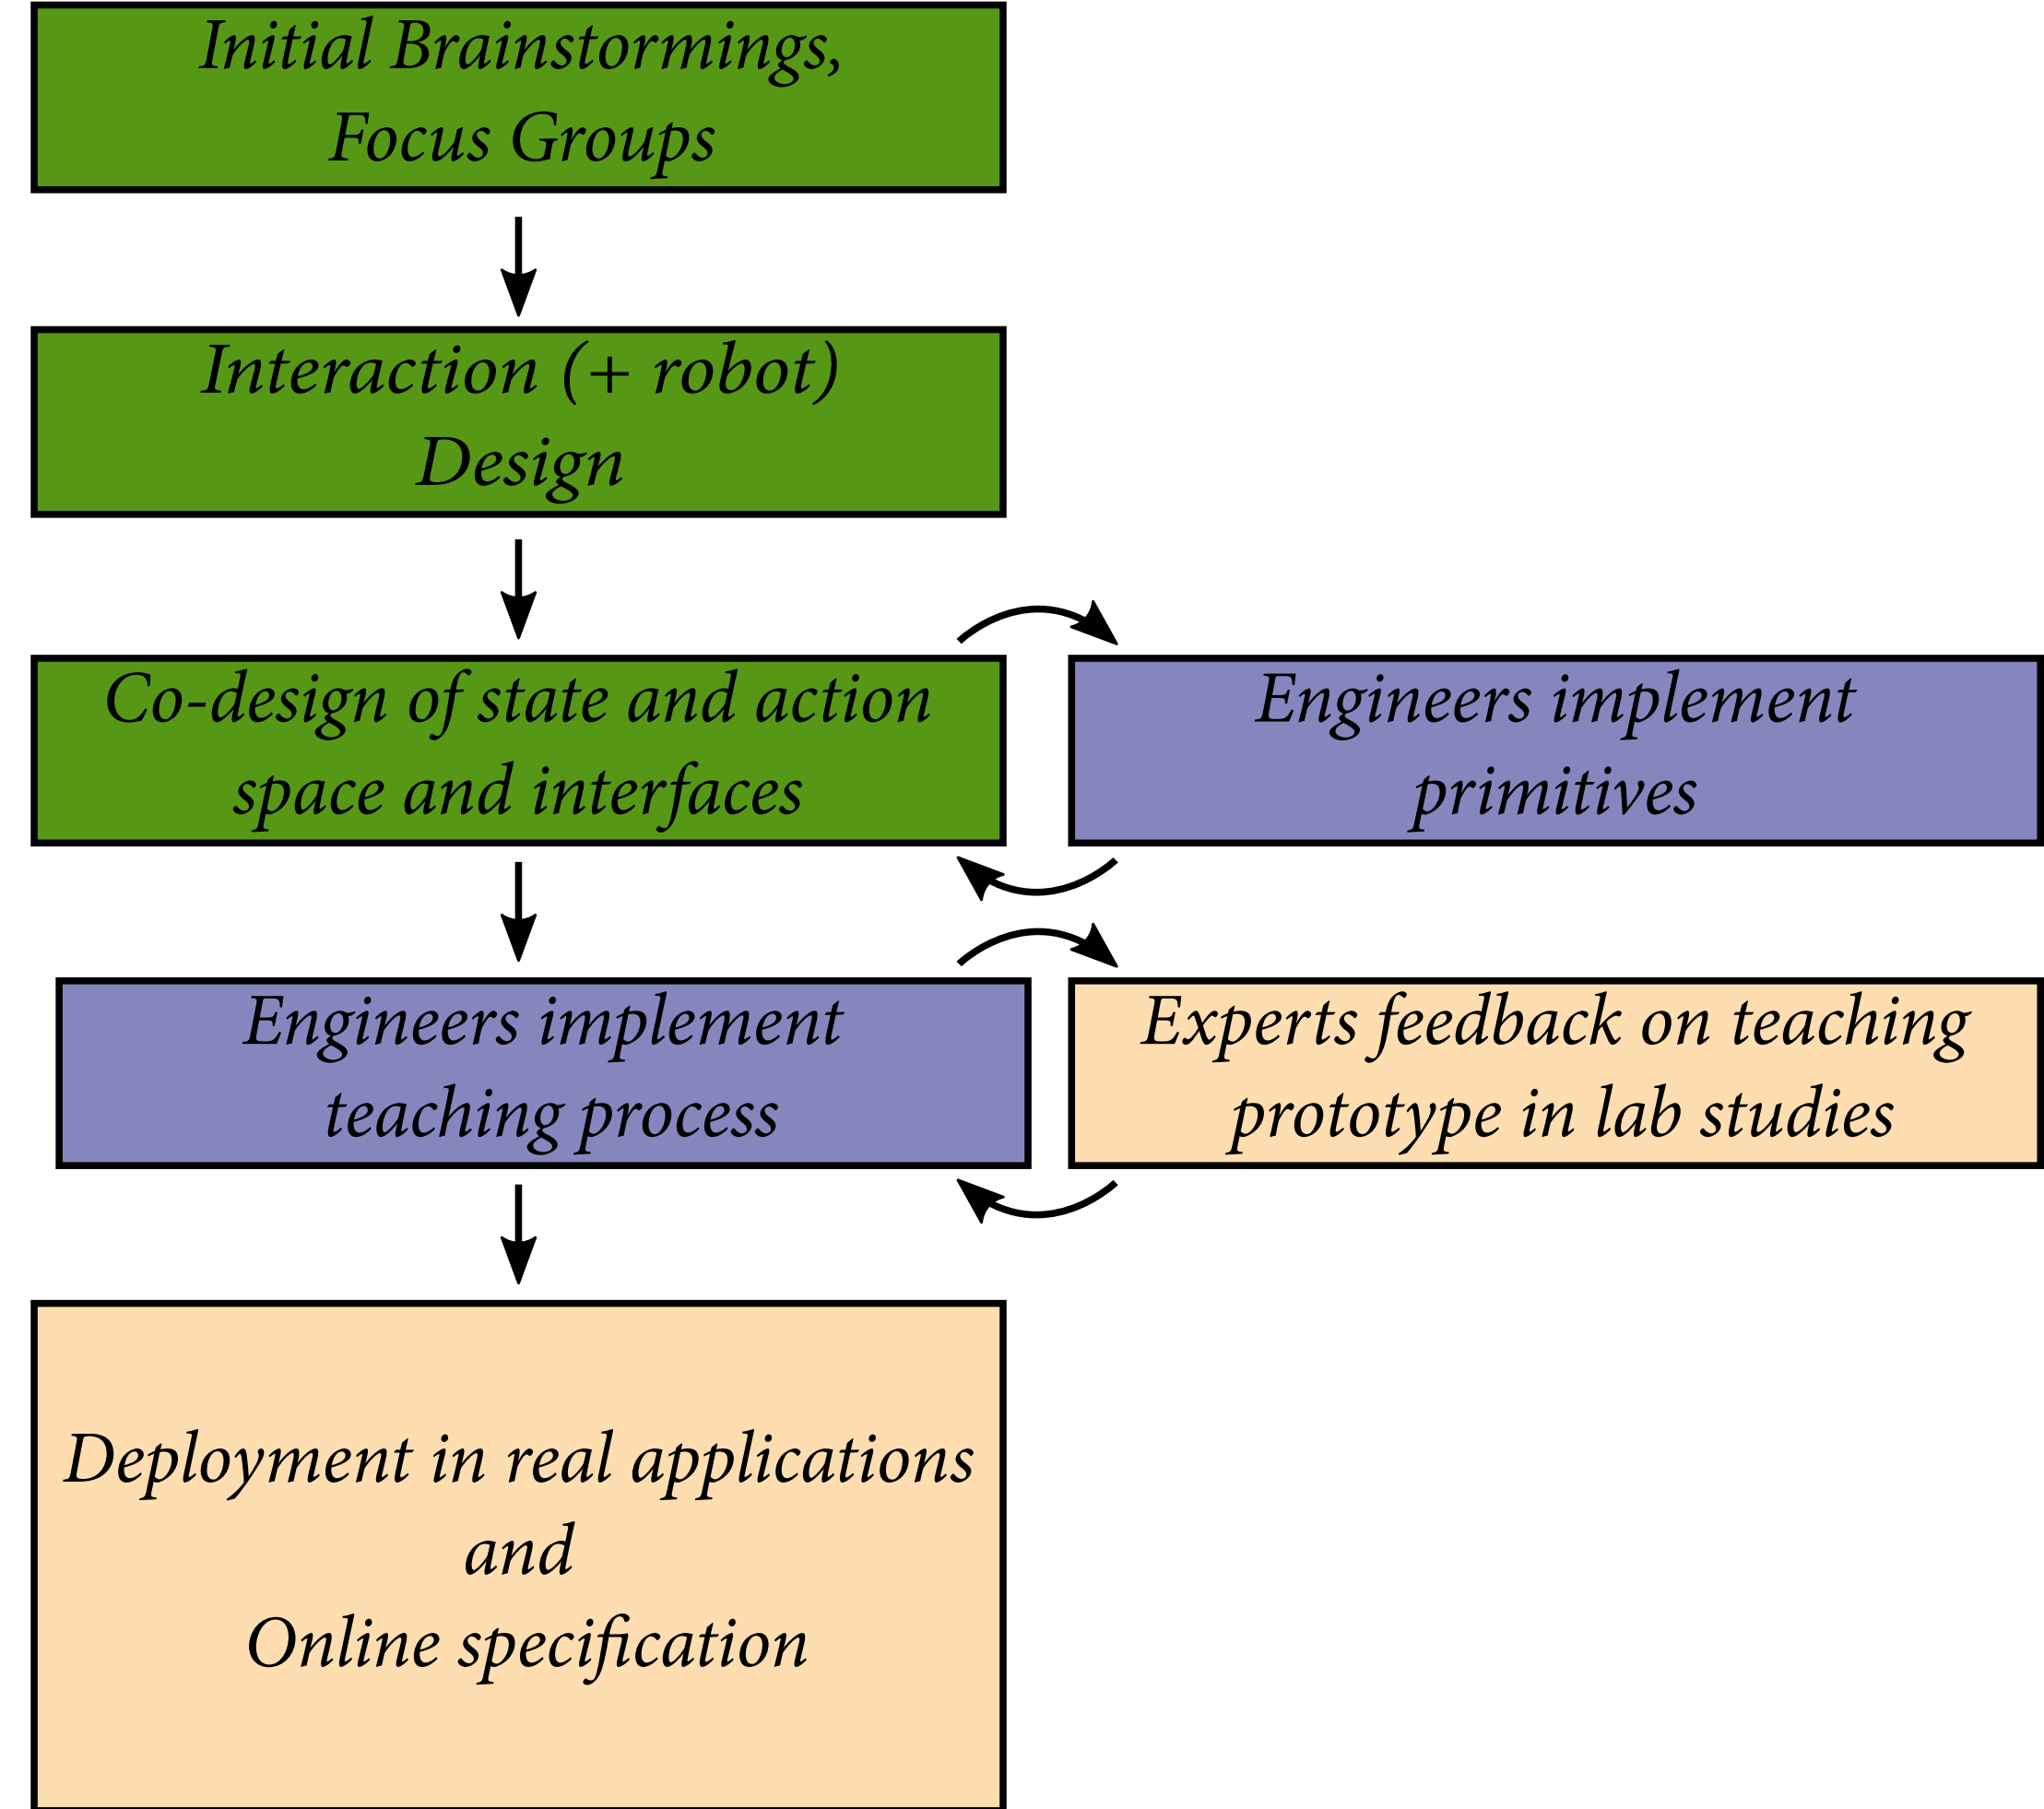 Initial Brainstormings,
Focus Groups
Interaction (+ robot)
Design
Co-design of state and action
space and interfaces
Engineers implement
primitives
Engineers implement
teaching process
Experts feedback on teaching
prototype in lab studies
Deployment in real applications
and
Online specification